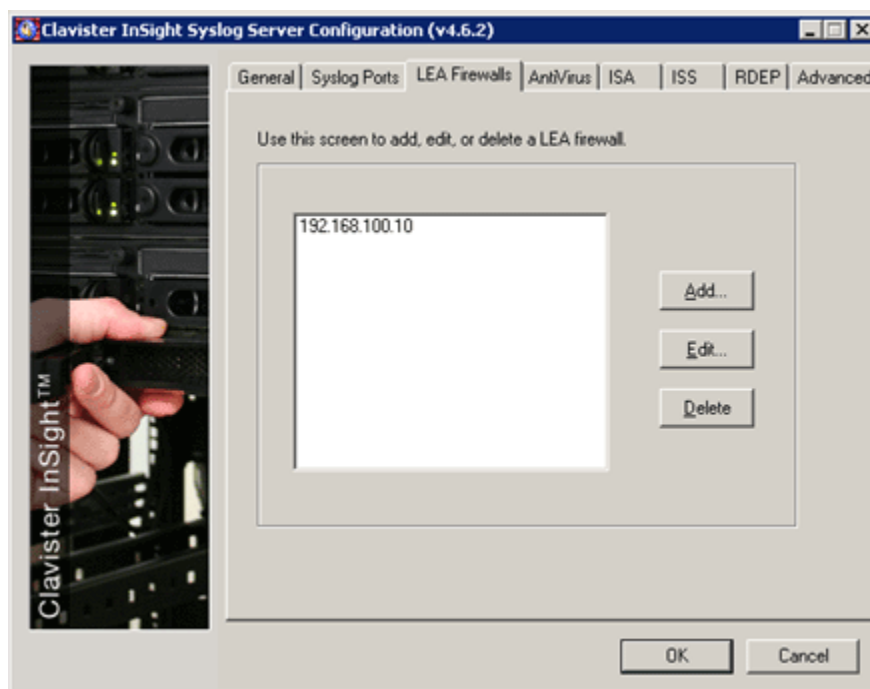 Clavister InSight Syslog Server Configuration (v4.6.2)
General Syslog Ports LEA Firewalls AntiVirus ISA ISS RDEP Advanced
Use this screen to add, edit, or delete a LEA firewall.
192.168.100.10
Add...
Edit...
Delete
Clavister InSight™
OK Cancel